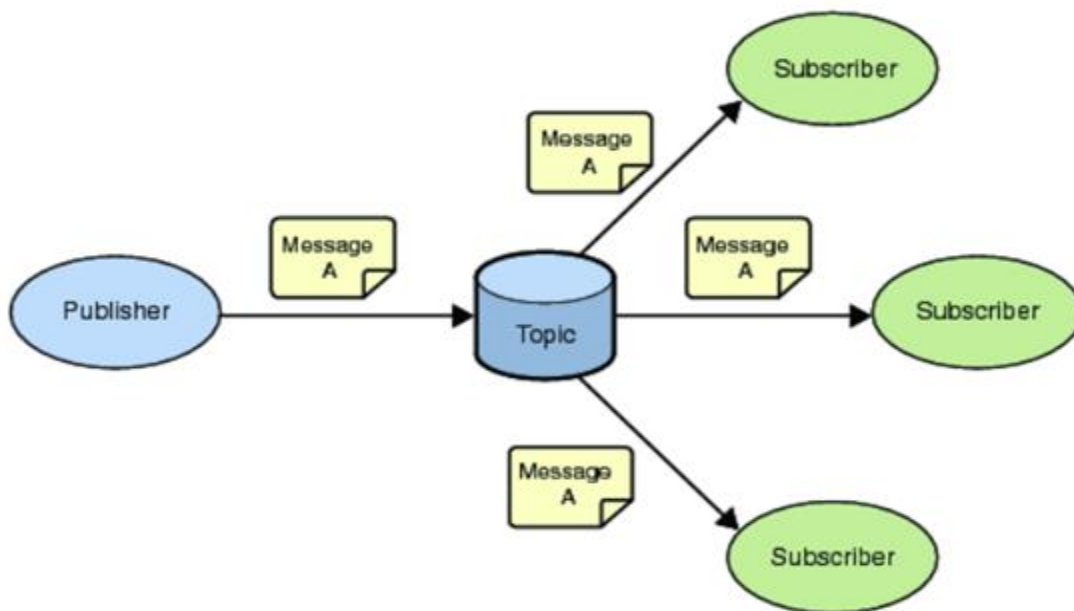 Subscriber
Message
A
Message
A
Message
A
Publisher
Topic
Subscriber
Message
A
Subscriber